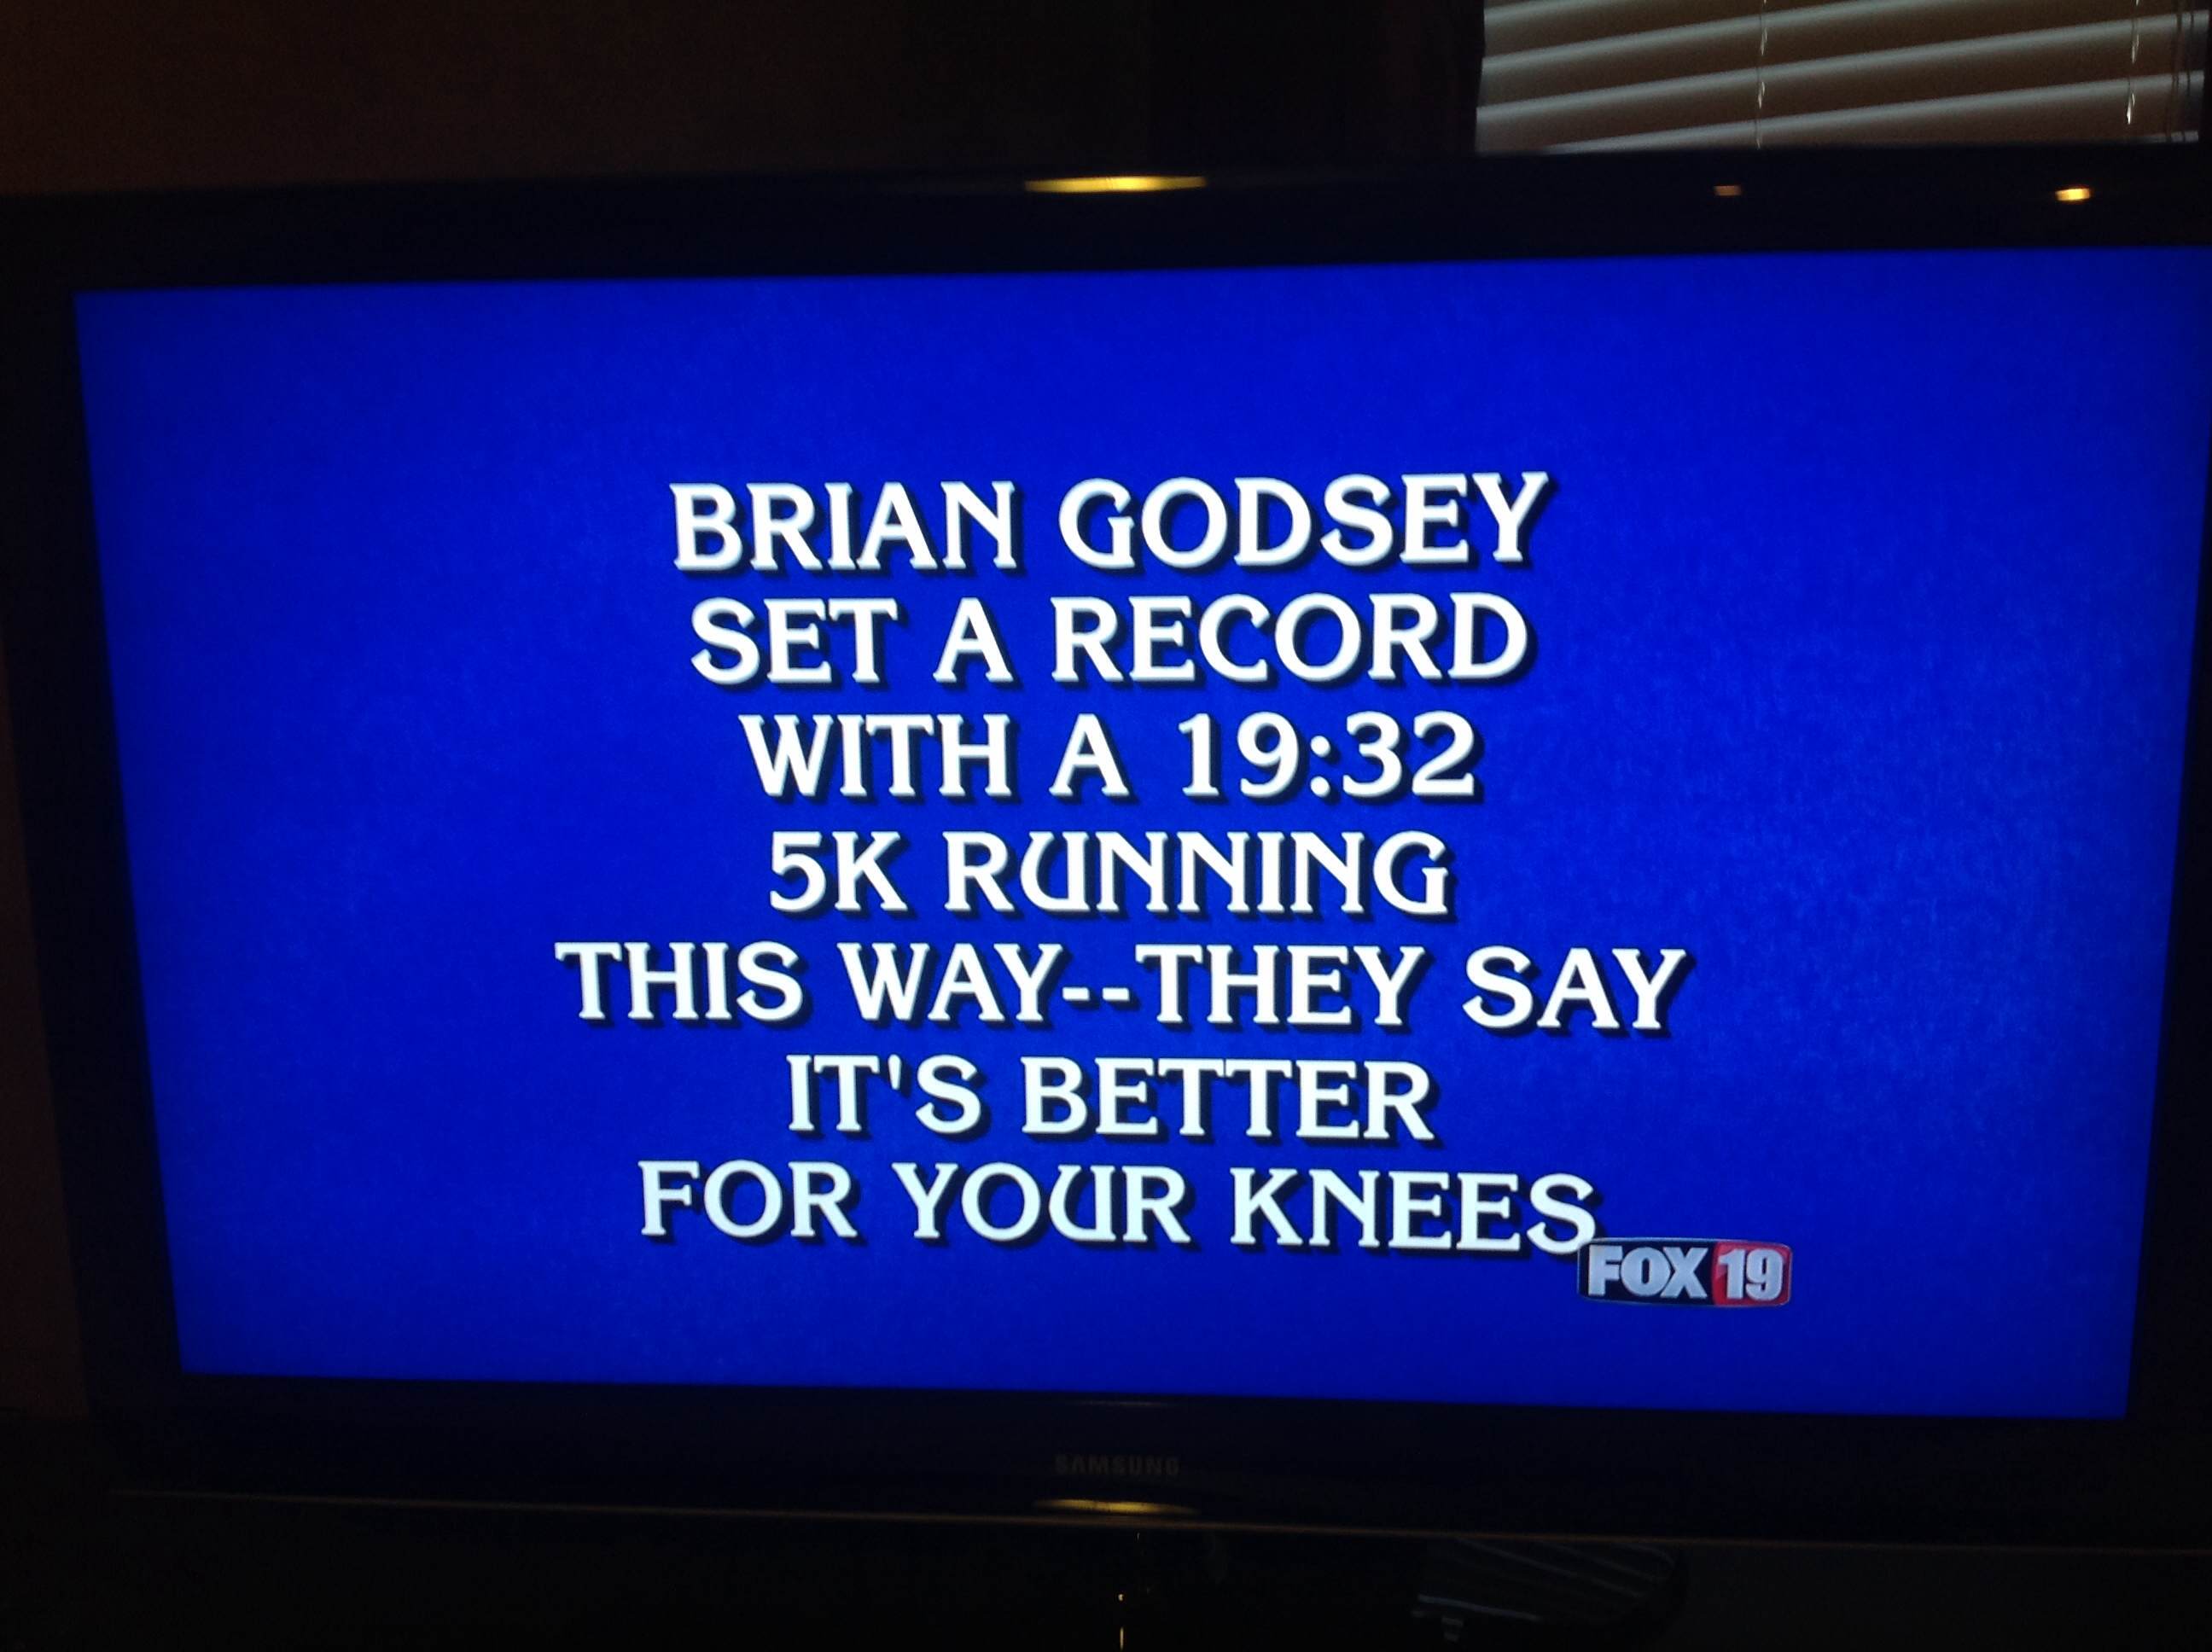 BRIAN GODSEY
SET A RECORD
WITH A 19:32
5K RUNNING
THIS WAY--THEY SAY
IT'S BETTER
FOR YOUR KNEES
FOX 19
SAMSUNG